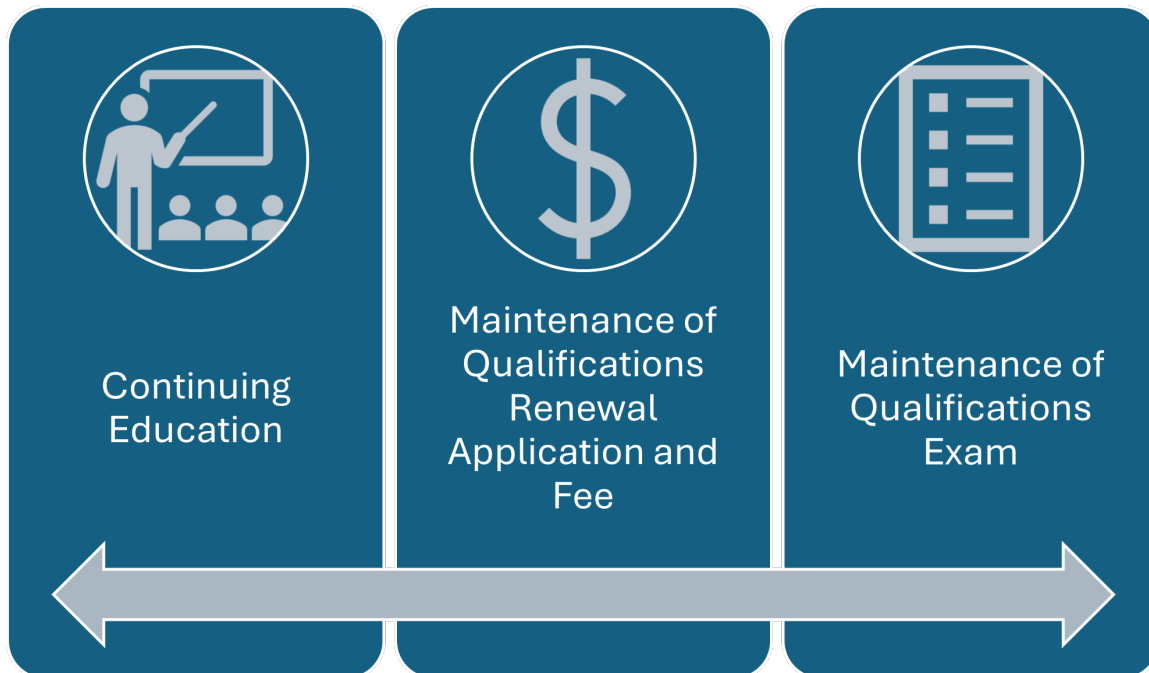 Continuing
Education
Maintenance of
Qualifications
Renewal
Application and
Fee
Maintenance of
Qualifications
Exam